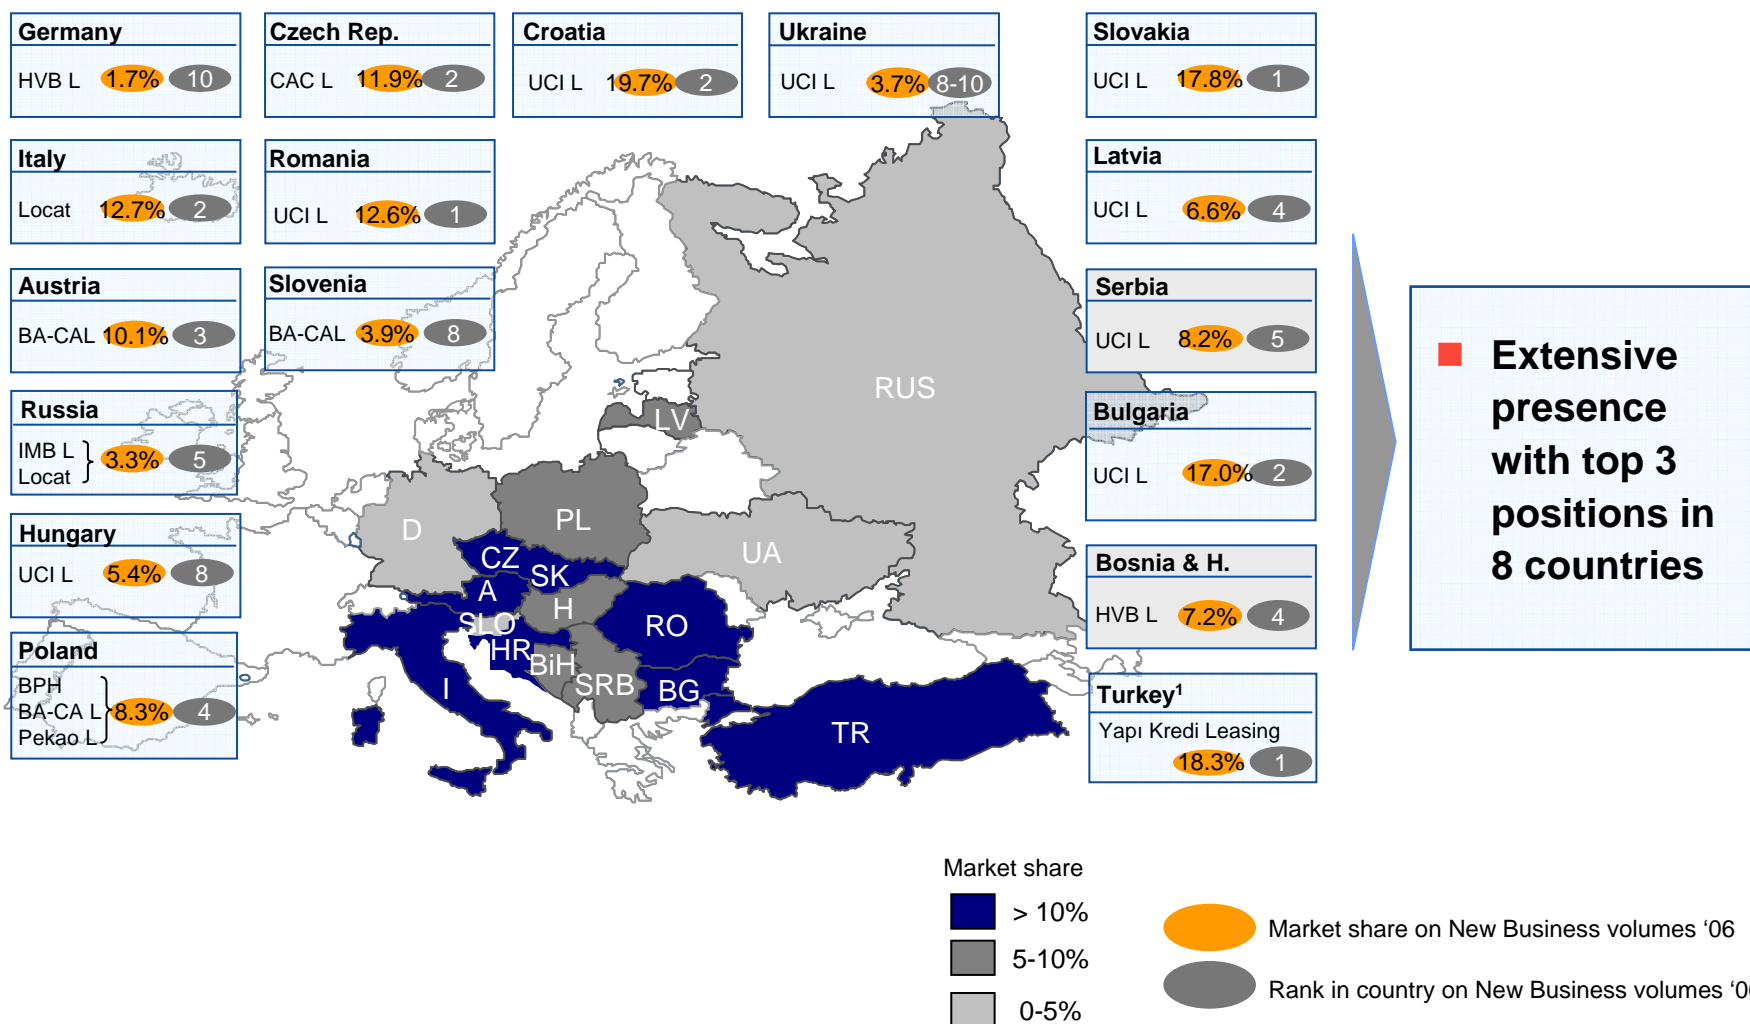 Germany
HVB L 1.7% 10
Czech Rep.
CAC L 11.9% 2
Croatia
UCI L 19.7% 2
Ukraine
UCI L 3.7% 8-10
Slovakia
UCI L 17.8% 1
Italy
Locat 12.7% 2
Romania
UCI L 12.6% 1
Latvia
UCI L 6.6% 4
Austria
BA-CAL 10.1% 3
Slovenia
BA-CAL 3.9% 8
Serbia
UCI L 8.2% 5
Russia
IMB L
Locat
3.3% 5
Bulgaria
UCI L 17.0% 2
Hungary
UCI L 5.4% 8
Bosnia & H.
HVB L 7.2% 4
Poland
BPH
BA-CA L
Pekao L
8.3% 4
Turkey¹
Yapı Kredi Leasing
18.3% 1
RUS
LV
D
PL
CZ
SK
UA
A
H
SLO
RO
HR
BiH
SRB
BG
I
TR
Extensive
presence
with top 3
positions in
8 countries
Market share
> 10%
5-10%
0-5%
Market share on New Business volumes ‘06
Rank in country on New Business volumes ‘0